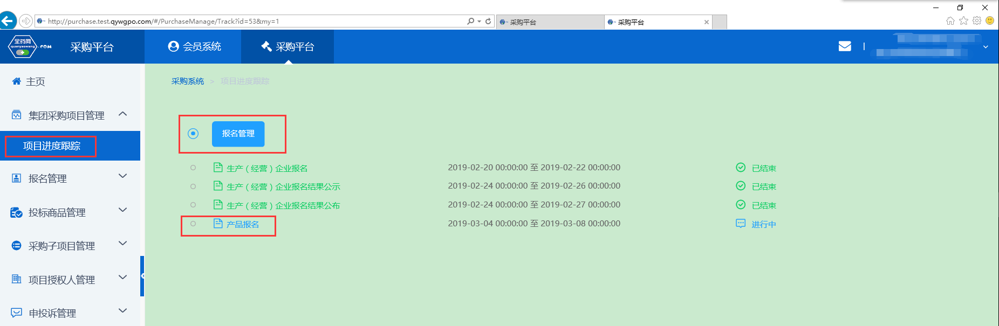 http://purchase.test.qywgpo.com/#/PurchaseManage/Track?id=53&my=1
采购平台
采购平台
全药网
quanyaowang
.COM
采购平台
会员系统
采购平台
主页
集团采购项目管理
项目进度跟踪
报名管理
投标商品管理
采购子项目管理
项目授权人管理
申投诉管理
采购系统 > 项目进度跟踪
报名管理
生产（经营）企业报名 2019-02-20 00:00:00 至 2019-02-22 00:00:00 已结束
生产（经营）企业报名结果公示 2019-02-24 00:00:00 至 2019-02-26 00:00:00 已结束
生产（经营）企业报名结果公布 2019-02-24 00:00:00 至 2019-02-27 00:00:00 已结束
产品报名 2019-03-04 00:00:00 至 2019-03-08 00:00:00 进行中